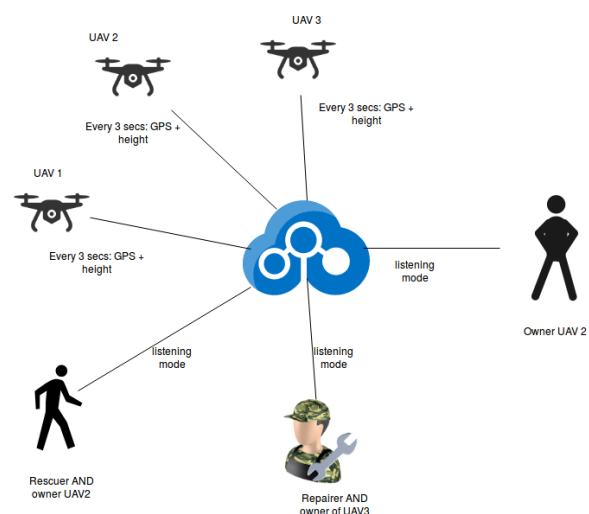 UAV 3
UAV 2
Every 3 secs: GPS +
height
Every 3 secs: GPS +
height
UAV 1
Every 3 secs: GPS +
height
listening
mode
Owner UAV 2
listening
mode
listening
mode
Rescuer AND
owner UAV2
Repairer AND
owner of UAV3